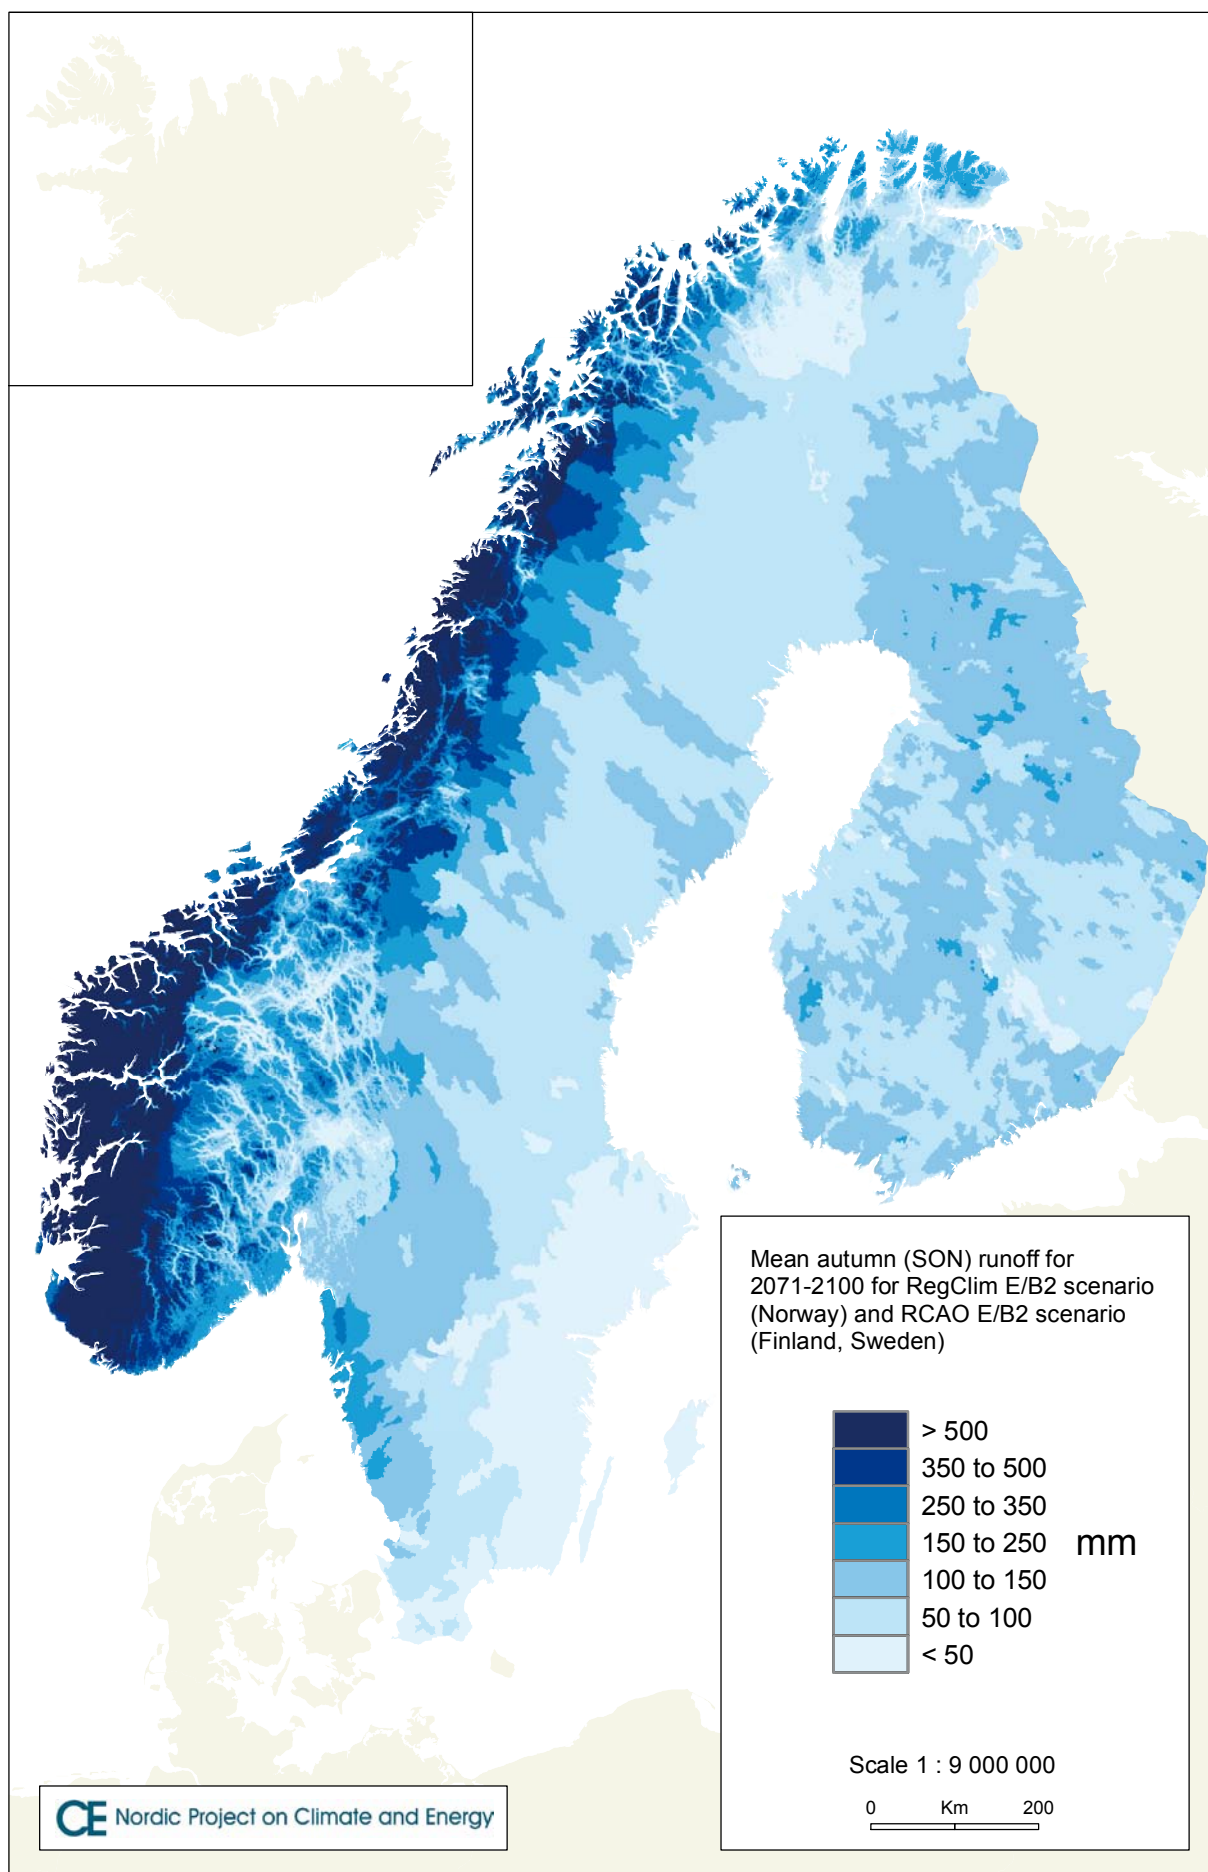 Mean autumn (SON) runoff for
2071-2100 for RegClim E/B2 scenario
(Norway) and RCAO E/B2 scenario
(Finland, Sweden)
> 500
350 to 500
250 to 350
150 to 250 mm
100 to 150
50 to 100
< 50
Scale 1 : 9 000 000
0 Km 200
CE Nordic Project on Climate and Energy